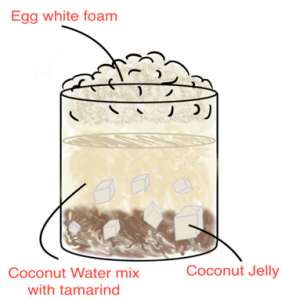 Egg white foam
Coconut Water mix
with tamarind
Coconut Jelly